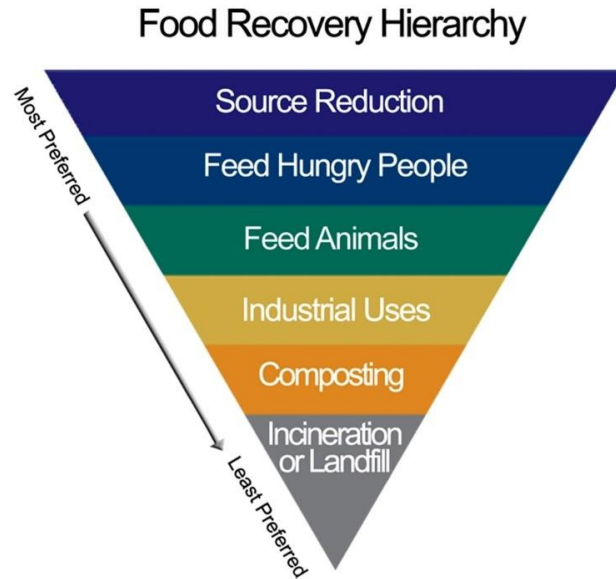 Food Recovery Hierarchy
Most Preferred
Source Reduction
Feed Hungry People
Feed Animals
Industrial Uses
Composting
Incineration
or Landfill
Least Preferred